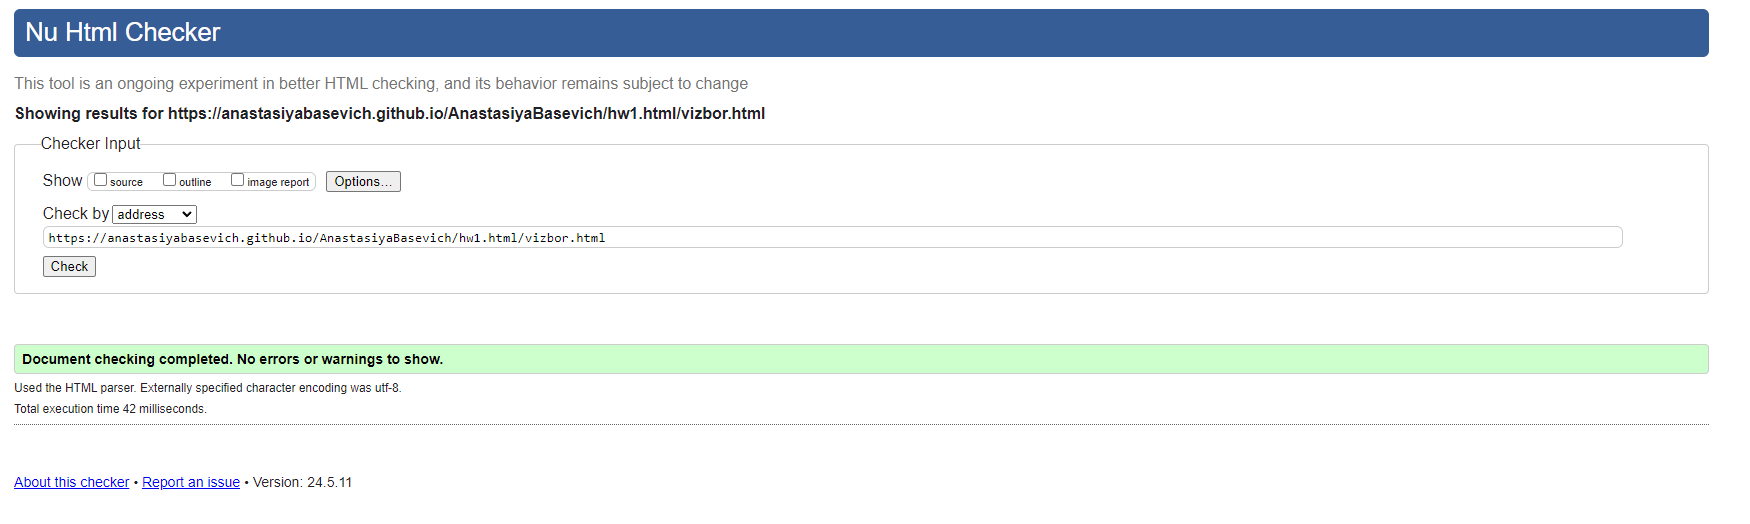 Nu Html Checker
This tool is an ongoing experiment in better HTML checking, and its behavior remains subject to change
Showing results for https://anastasiyabasevich.github.io/AnastasiyaBasevich/hw1.html/vizbor.html
Checker Input
Show source outline image report Options...
Check by address
https://anastasiyabasevich.github.io/AnastasiyaBasevich/hw1.html/vizbor.html
Check
Document checking completed. No errors or warnings to show.
Used the HTML parser. Externally specified character encoding was utf-8.
Total execution time 42 milliseconds.
About this checker • Report an issue • Version: 24.5.11